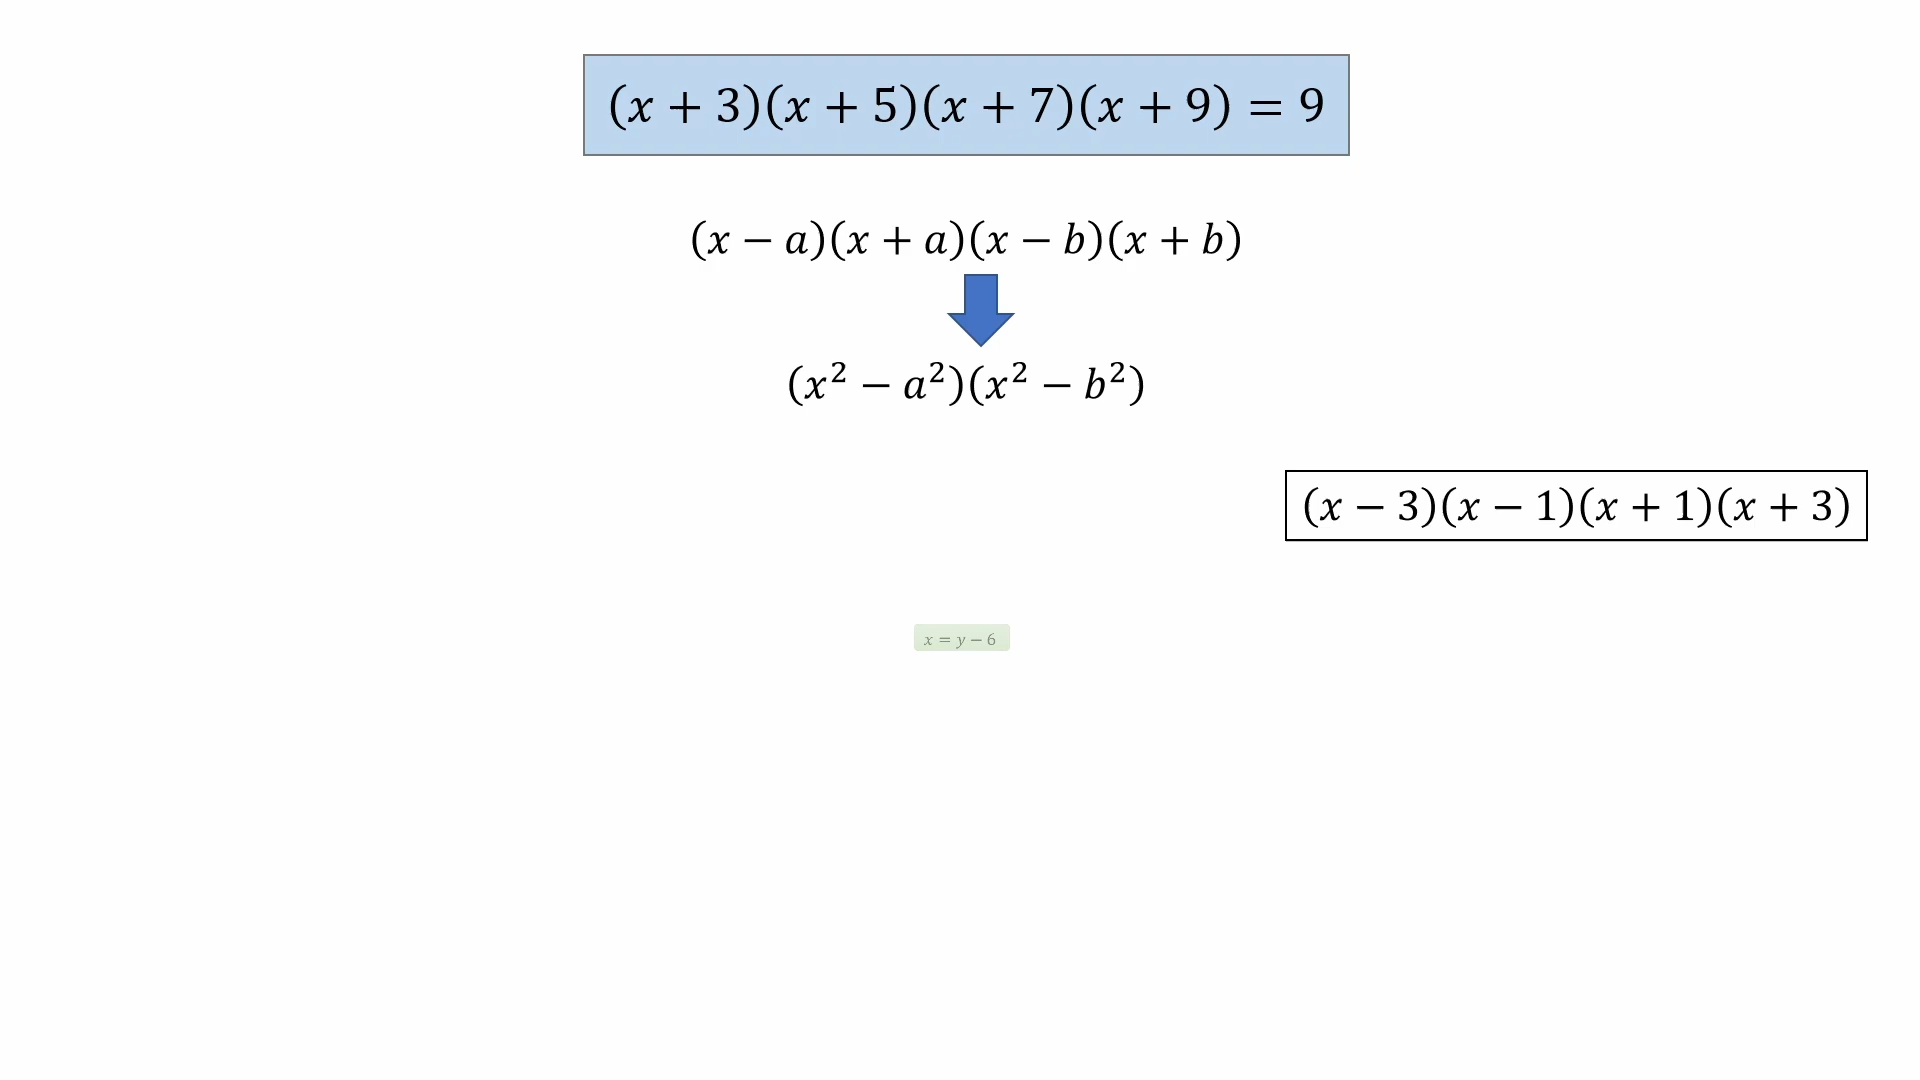 (x + 3)(x + 5)(x + 7)(x + 9) = 9
(x − a)(x + a)(x − b)(x + b)
(x² − a²)(x² − b²)
(x − 3)(x − 1)(x + 1)(x + 3)
x = y − 6